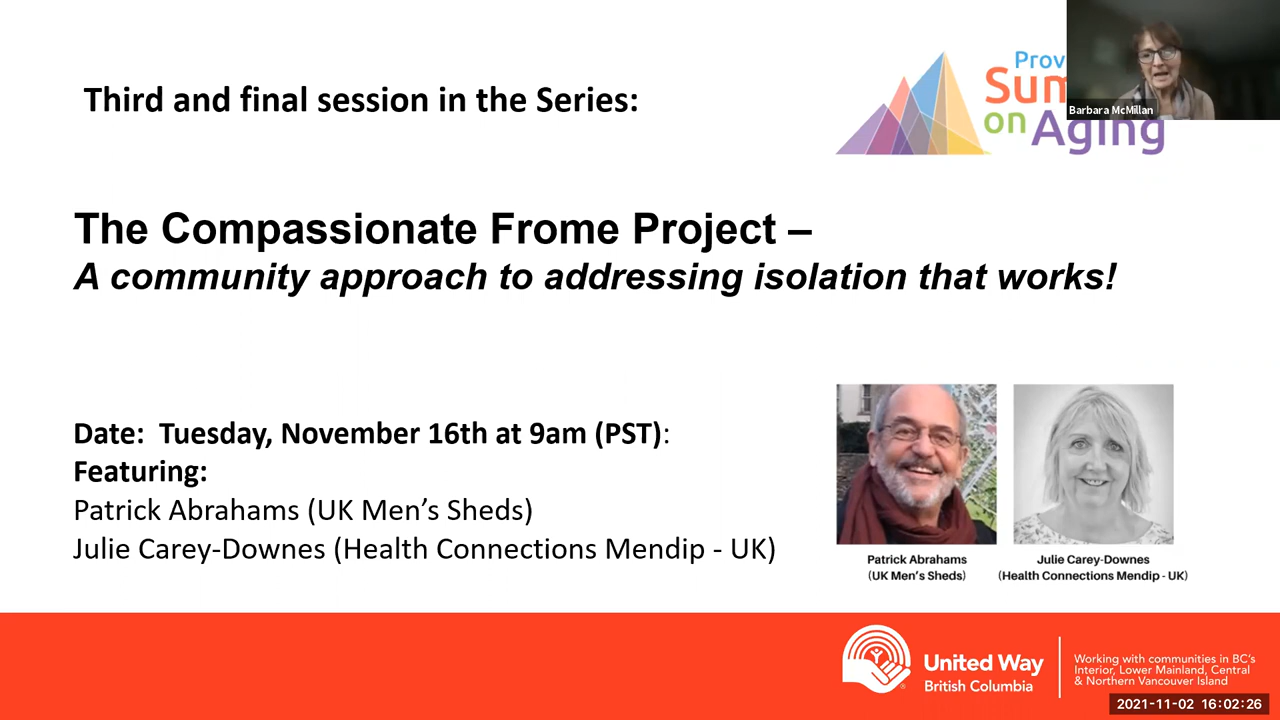 Third and final session in the Series:
on Aging
Barbara McMillan
The Compassionate Frome Project –
A community approach to addressing isolation that works!
Date:  Tuesday, November 16th at 9am (PST):
Featuring:
Patrick Abrahams (UK Men’s Sheds)
Julie Carey-Downes (Health Connections Mendip - UK)
Patrick Abrahams
(UK Men’s Sheds)
Julie Carey-Downes
(Health Connections Mendip - UK)
United Way
British Columbia
Working with communities in BC’s
Interior, Lower Mainland, Central
& Northern Vancouver Island
2021-11-02 16:02:26